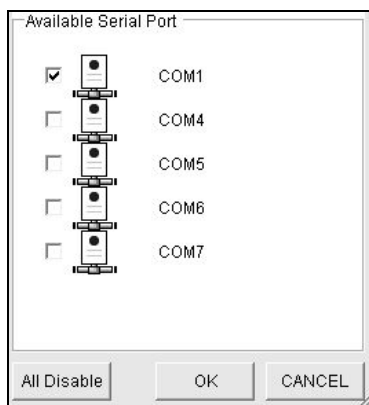 Available Serial Port
COM1
COM4
COM5
COM6
COM7
All Disable OK CANCEL